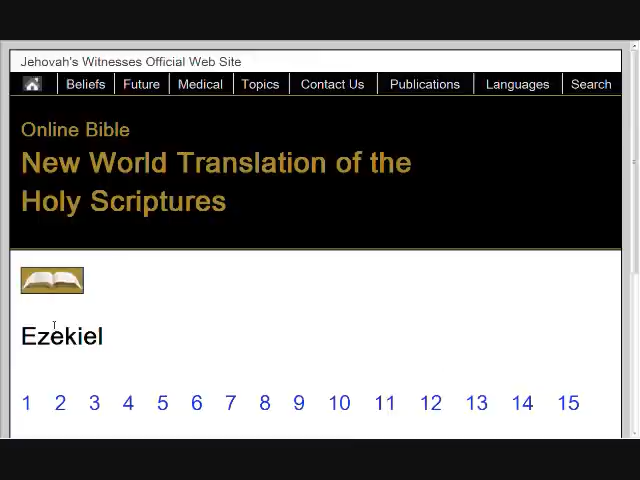 Jehovah's Witnesses Official Web Site
Beliefs Future Medical Topics Contact Us Publications Languages Search
Online Bible
New World Translation of the
Holy Scriptures
Ezekiel
1 2 3 4 5 6 7 8 9 10 11 12 13 14 15